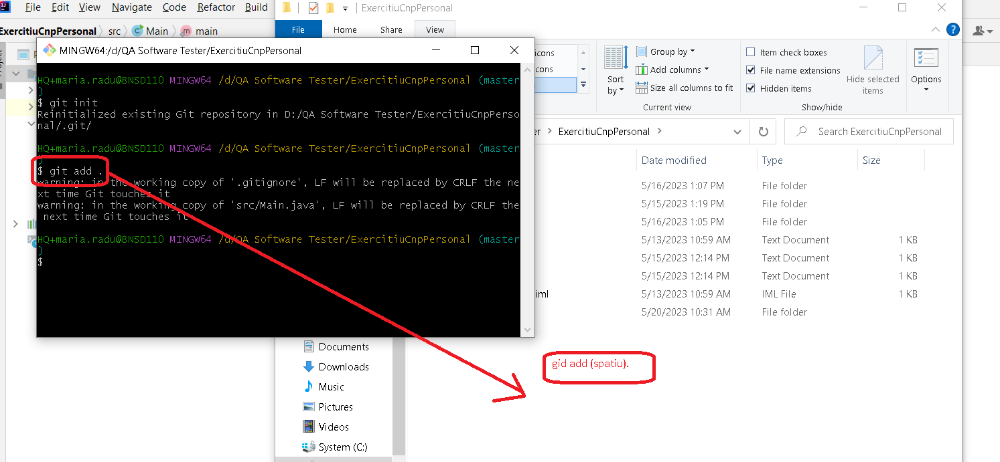 File Edit View Navigate Code Refactor Build
ExercitiuCnpPersonal
ExercitiuCnpPersonal src Main main
File Home Share View
MINGW64:/d/QA Software Tester/ExercitiuCnpPersonal
HQ+maria.radu@BNSD110 MINGW64 /d/QA Software Tester/ExercitiuCnpPersonal (master
)
$ git init
Reinitialized existing Git repository in D:/QA Software Tester/ExercitiuCnpPerso
nal/.git/
HQ+maria.radu@BNSD110 MINGW64 /d/QA Software Tester/ExercitiuCnpPersonal (master
)
$ git add .
warning: in the working copy of '.gitignore', LF will be replaced by CRLF the ne
xt time Git touches it
warning: in the working copy of 'src/Main.java', LF will be replaced by CRLF the
next time Git touches it
HQ+maria.radu@BNSD110 MINGW64 /d/QA Software Tester/ExercitiuCnpPersonal (master
)
$
Sort by
Group by
Add columns
Size all columns to fit
Current view
Item check boxes
File name extensions
Hidden items
Hide selected items
Show/hide
Options
ExercitiuCnpPersonal
Search ExercitiuCnpPersonal
Date modified Type Size
5/16/2023 1:07 PM File folder
5/15/2023 1:19 PM File folder
5/16/2023 1:05 PM File folder
5/13/2023 10:59 AM Text Document 1 KB
5/15/2023 12:14 PM Text Document 1 KB
5/15/2023 12:14 PM Text Document 1 KB
5/13/2023 10:59 AM IML File 1 KB
5/20/2023 10:31 AM File folder
Documents
Downloads
Music
Pictures
Videos
System (C:)
gid add (spatiu).